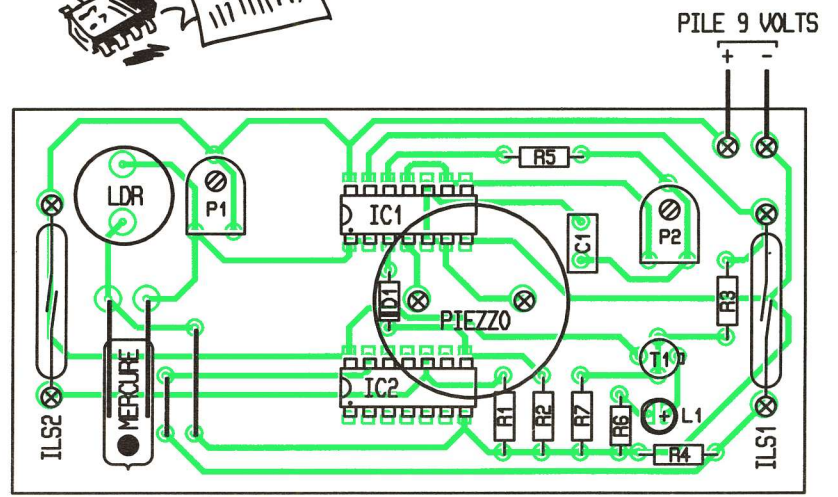 PILE 9 VOLTS
+ -
R5
LDR
P1
IC1
P2
C1
D1
PIEZZO
R3
MERCURE
T1
IC2
R1
R2
R7
R6
+
L1
R4
ILS2
ILS1